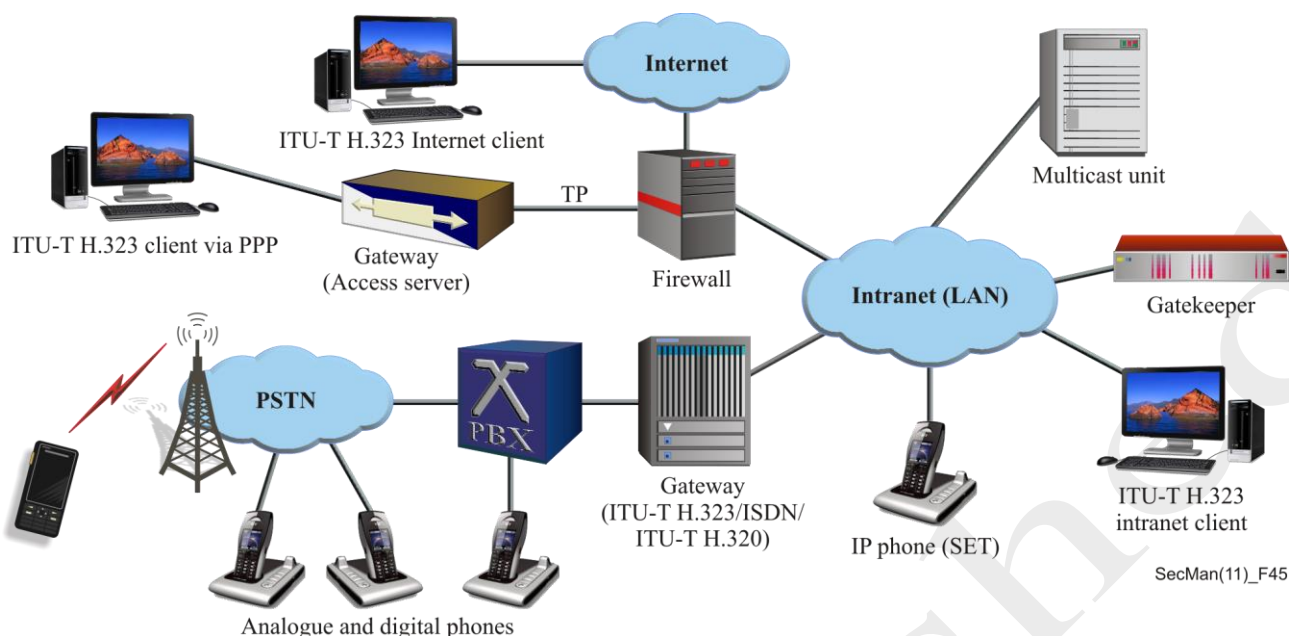 Internet
ITU-T H.323 Internet client
Multicast unit
ITU-T H.323 client via PPP
TP
Gateway
(Access server)
Firewall
Intranet (LAN)
Gatekeeper
PSTN
PBX
Gateway
(ITU-T H.323/ISDN/
ITU-T H.320)
IP phone (SET)
ITU-T H.323
intranet client
Analogue and digital phones
SecMan(11)_F45